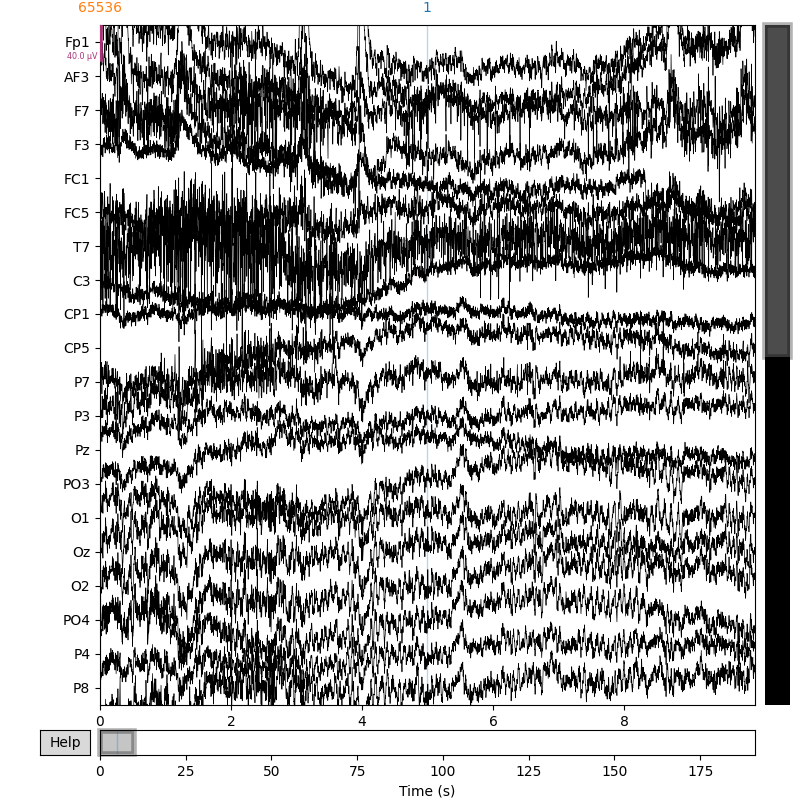 65536
1
Fp1
40.0 µV
AF3
F7
F3
FC1
FC5
T7
C3
CP1
CP5
P7
P3
Pz
PO3
O1
Oz
O2
PO4
P4
P8
0 2 4 6 8
Help
0 25 50 75 100 125 150 175
Time (s)